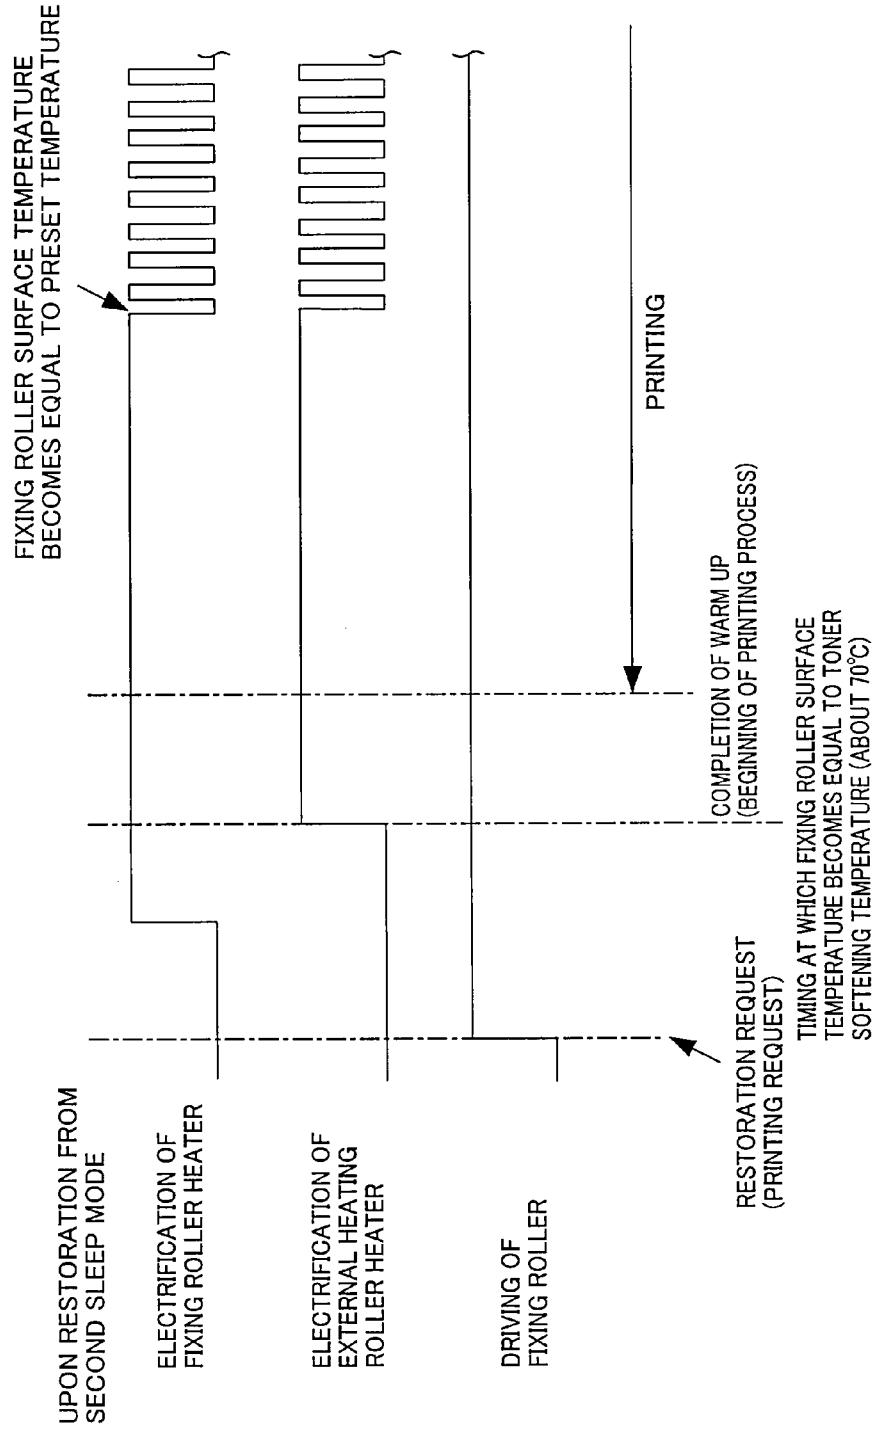 UPON RESTORATION FROM
SECOND SLEEP MODE
FIXING ROLLER SURFACE TEMPERATURE
BECOMES EQUAL TO PRESET TEMPERATURE
ELECTRIFICATION OF
FIXING ROLLER HEATER
ELECTRIFICATION OF
EXTERNAL HEATING
ROLLER HEATER
DRIVING OF
FIXING ROLLER
PRINTING
RESTORATION REQUEST
(PRINTING REQUEST)
COMPLETION OF WARM UP
(BEGINNING OF PRINTING PROCESS)
TIMING AT WHICH FIXING ROLLER SURFACE
TEMPERATURE BECOMES EQUAL TO TONER
SOFTENING TEMPERATURE (ABOUT 70°C)